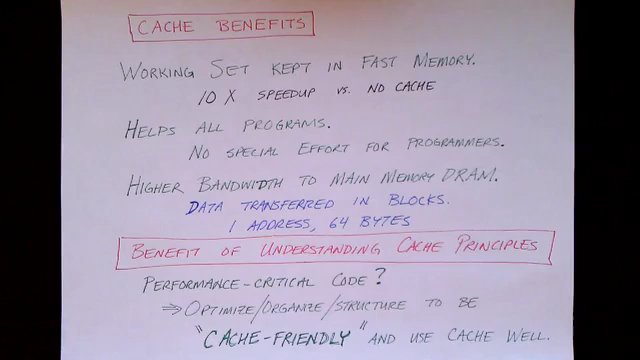 CACHE BENEFITS
WORKING SET KEPT IN FAST MEMORY.
10 X SPEEDUP vs. NO CACHE
HELPS ALL PROGRAMS.
NO SPECIAL EFFORT FOR PROGRAMMERS.
HIGHER BANDWIDTH TO MAIN MEMORY DRAM.
DATA TRANSFERRED IN BLOCKS.
1 ADDRESS, 64 BYTES
BENEFIT OF UNDERSTANDING CACHE PRINCIPLES
PERFORMANCE-CRITICAL CODE?
⇒ OPTIMIZE/ORGANIZE/STRUCTURE TO BE
"CACHE-FRIENDLY" AND USE CACHE WELL.